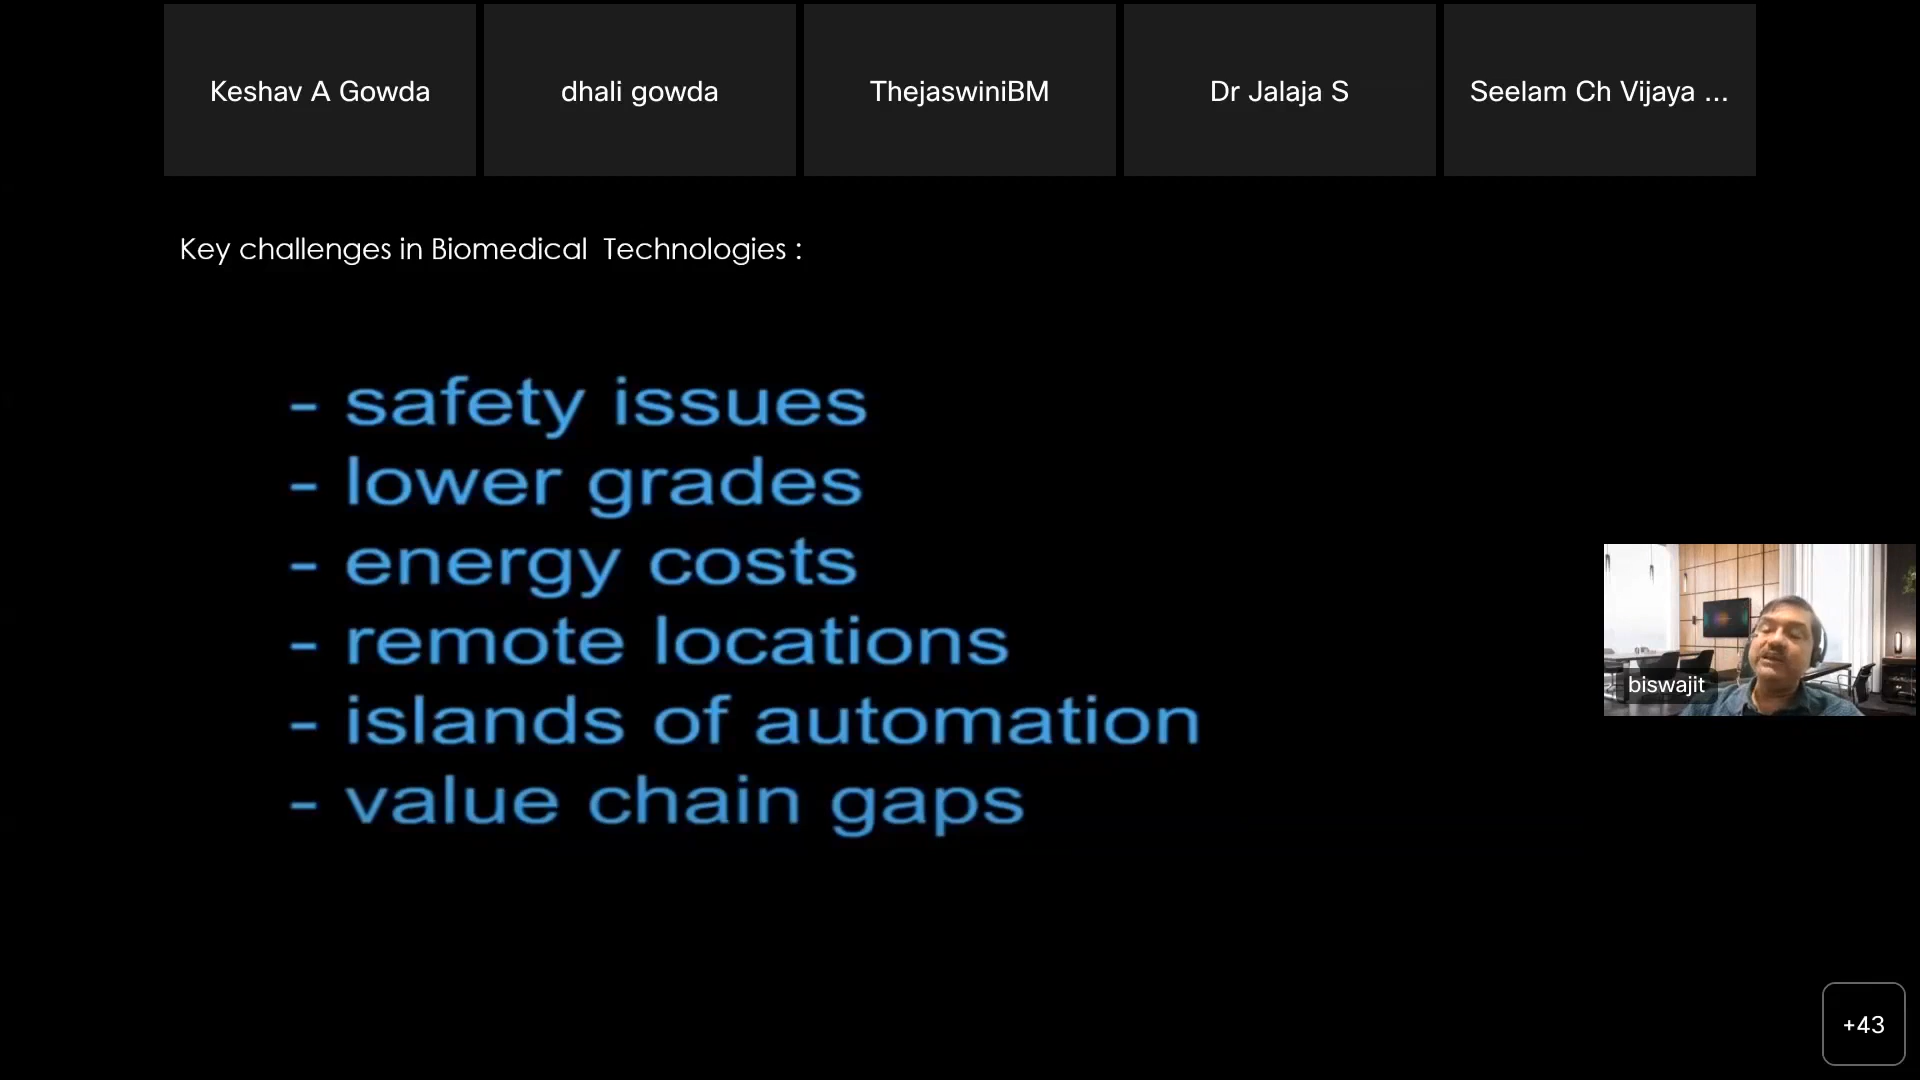 Keshav A Gowda
dhali gowda
ThejaswiniBM
Dr Jalaja S
Seelam Ch Vijaya ...
Key challenges in Biomedical  Technologies :
- safety issues
- lower grades
- energy costs
- remote locations
- islands of automation
- value chain gaps
biswajit
+43